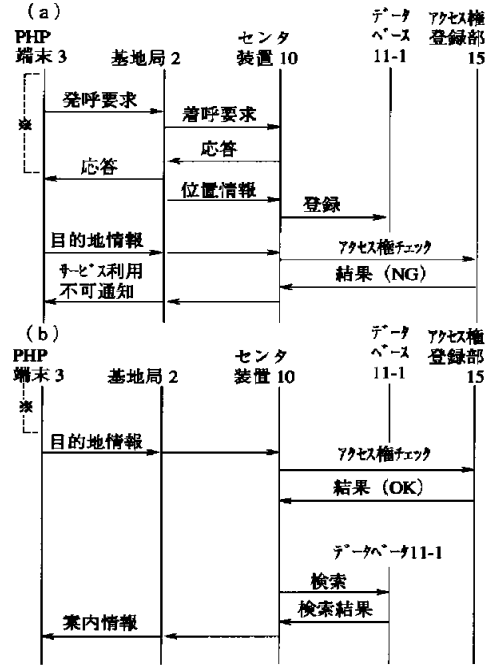 (a)
PHP
端末3
基地局2
センタ
装置10
データ
ベース
11-1
アクセス権
登録部
15
※
発呼要求
着呼要求
応答
応答
位置情報
登録
目的地情報
アクセス権チェック
サービス利用
不可通知
結果(NG)
(b)
PHP
端末3
基地局2
センタ
装置10
データ
ベース
11-1
アクセス権
登録部
15
※
目的地情報
アクセス権チェック
結果(OK)
データベータ11-1
検索
検索結果
案内情報